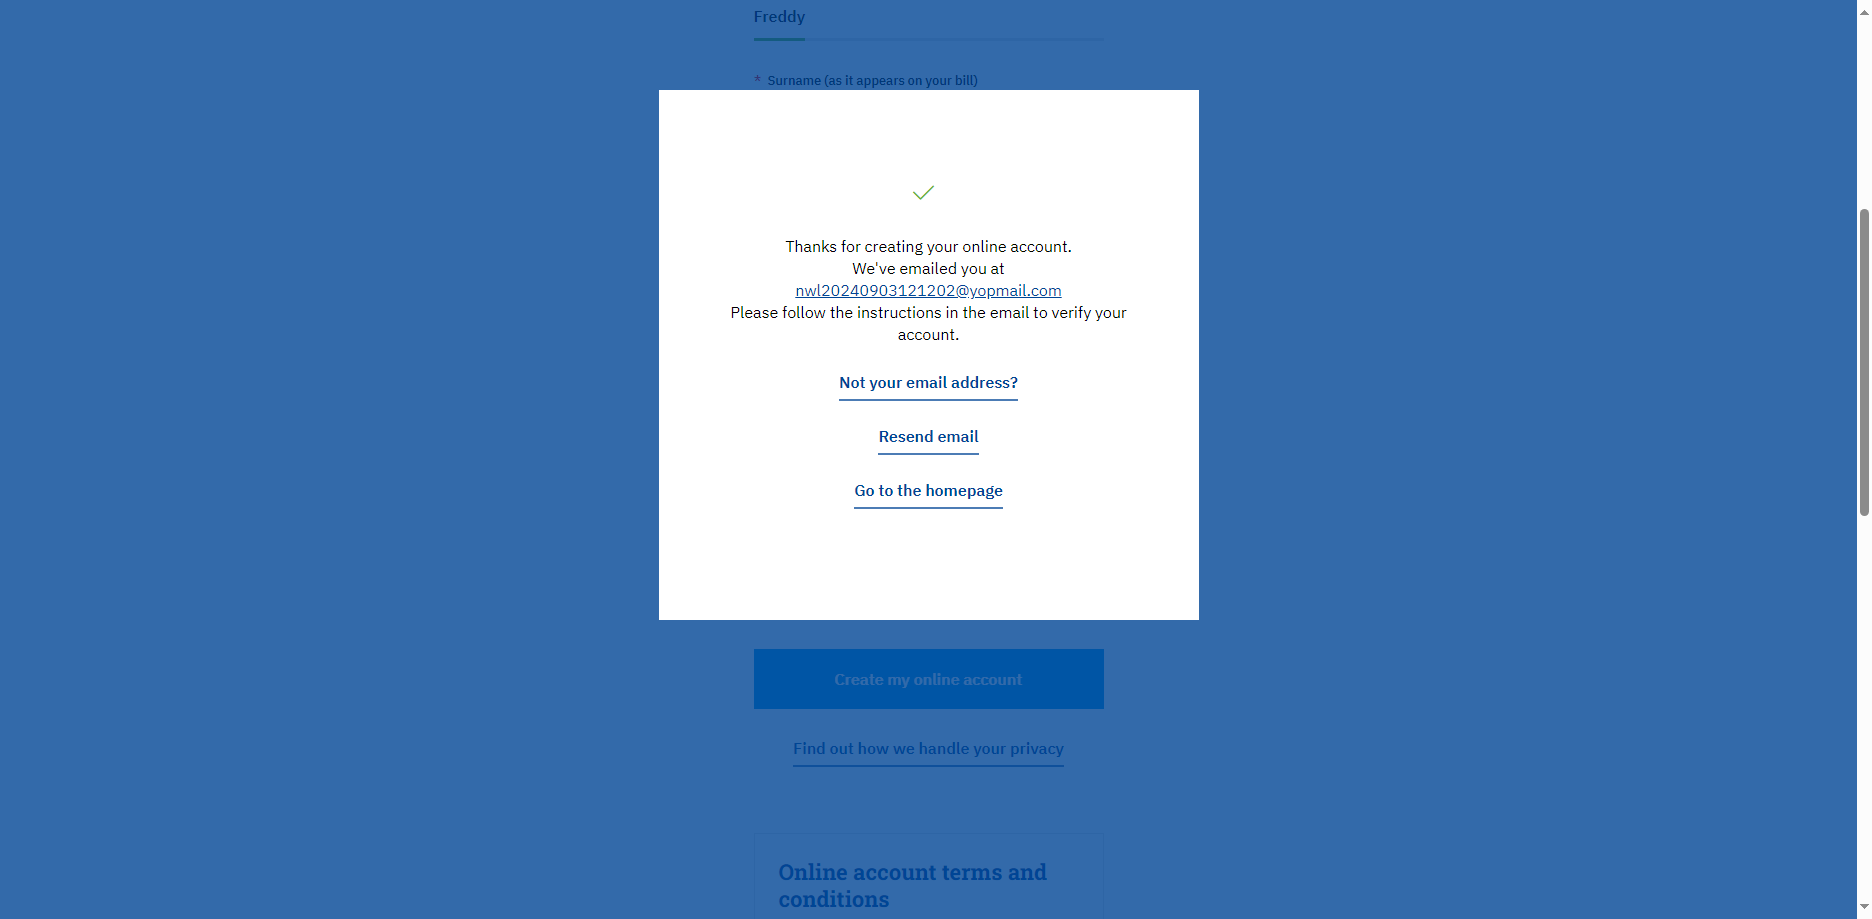 Freddy
* Surname (as it appears on your bill)
Thanks for creating your online account.
We've emailed you at
nwl20240903121202@yopmail.com
Please follow the instructions in the email to verify your
account.
Not your email address?
Resend email
Go to the homepage
Create my online account
Find out how we handle your privacy
Online account terms and
conditions